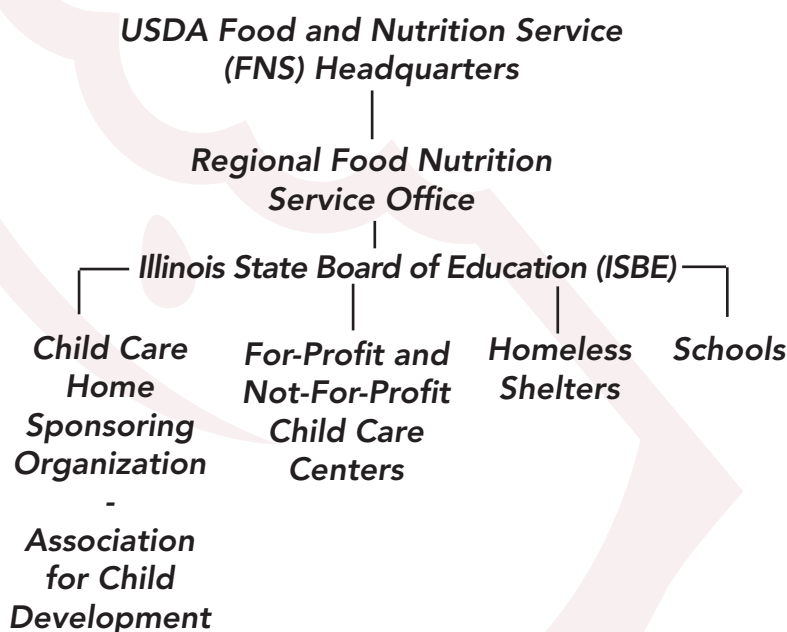 USDA Food and Nutrition Service
(FNS) Headquarters
Regional Food Nutrition
Service Office
Illinois State Board of Education (ISBE)
Child Care
Home
Sponsoring
Organization
-
Association
for Child
Development
For-Profit and
Not-For-Profit
Child Care
Centers
Homeless
Shelters
Schools